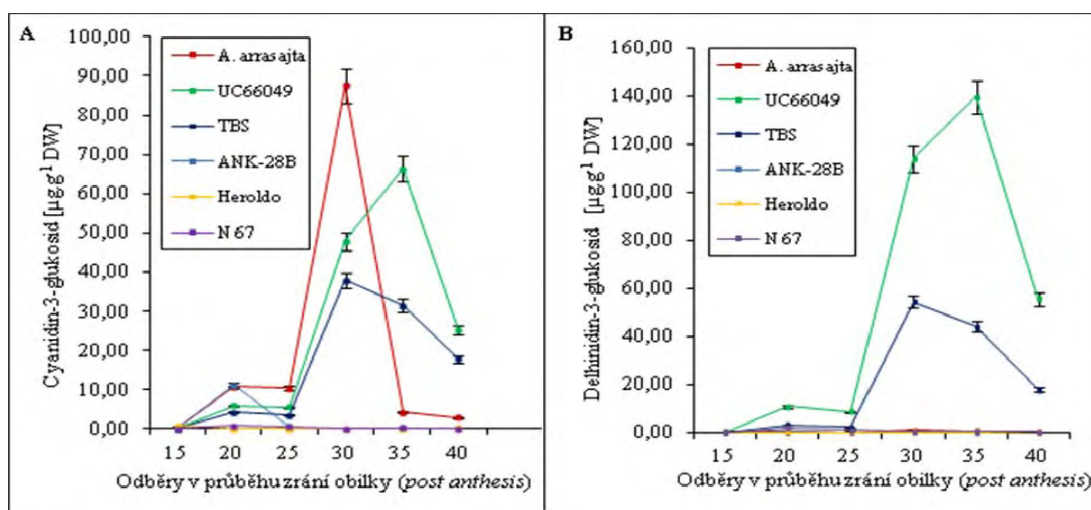 A
Cyanidin-3-glukosid [µg.g-1 DW]
100,00
90,00
80,00
70,00
60,00
50,00
40,00
30,00
20,00
10,00
0,00
A. arrasajta
UC66049
TBS
ANK-28B
Heroldo
N 67
15 20 25 30 35 40
Odběry v průběhu zrání obilky (post anthesis)
B
Delhinidin-3-glukosid [µg.g-1 DW]
160,00
140,00
120,00
100,00
80,00
60,00
40,00
20,00
0,00
A. arrasajta
UC66049
TBS
ANK-28B
Heroldo
N 67
15 20 25 30 35 40
Odběry v průběhu zrání obilky (post anthesis)